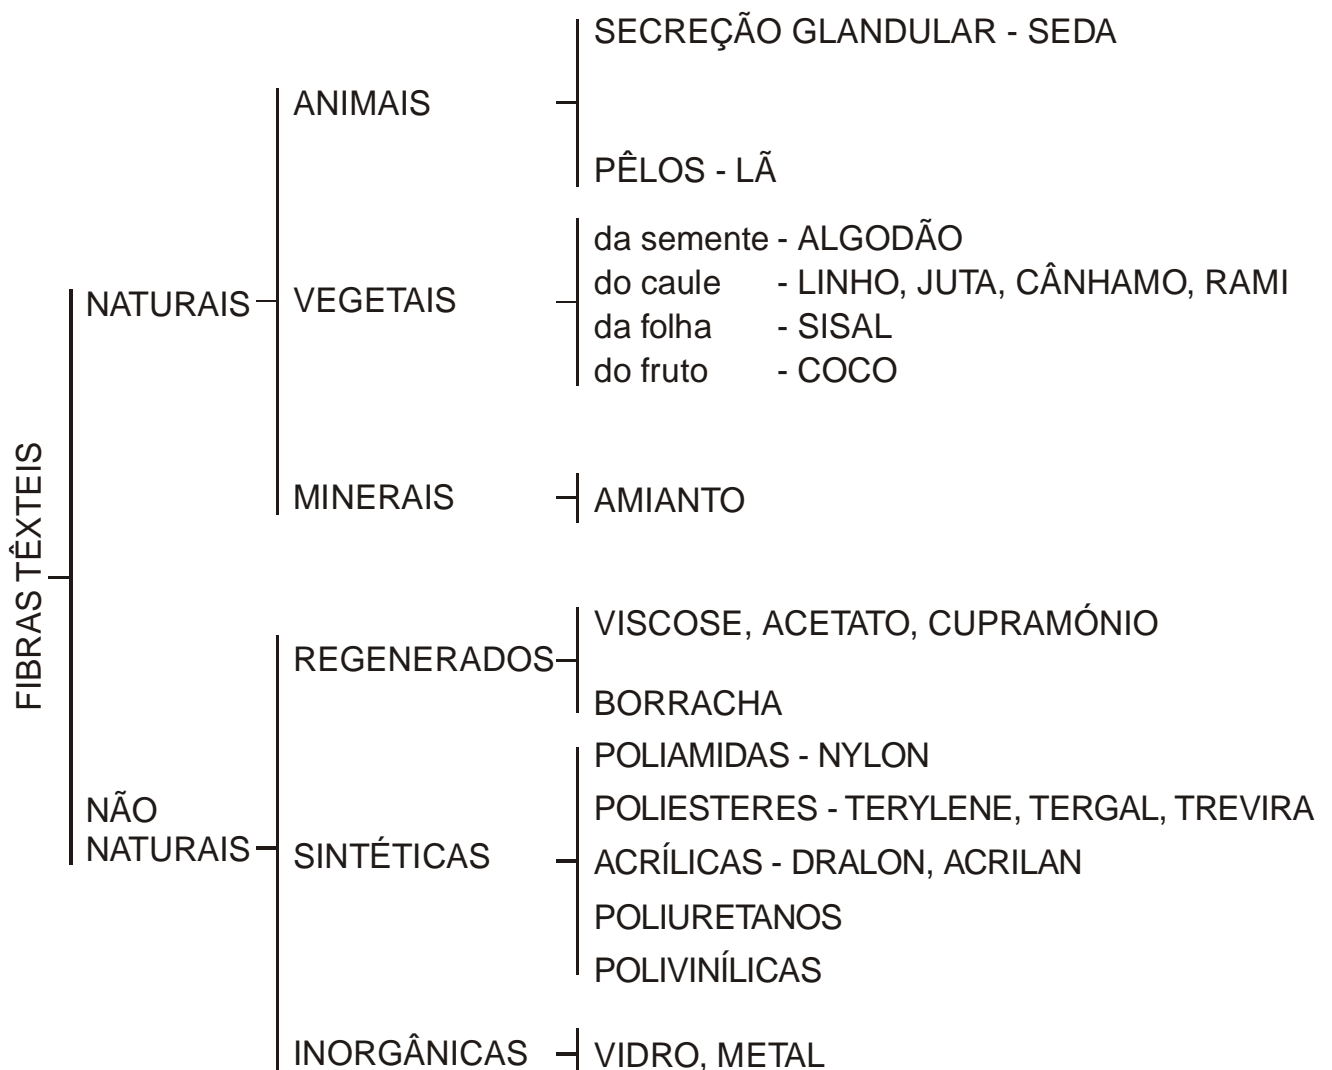 FIBRAS TÊXTEIS
NATURAIS
ANIMAIS
SECREÇÃO GLANDULAR - SEDA
PÊLOS - LÃ
VEGETAIS
da semente - ALGODÃO
do caule - LINHO, JUTA, CÂNHAMO, RAMI
da folha - SISAL
do fruto - COCO
MINERAIS
AMIANTO
NÃO
NATURAIS
REGENERADOS
VISCOSE, ACETATO, CUPRAMÓNIO
BORRACHA
SINTÉTICAS
POLIAMIDAS - NYLON
POLIESTERES - TERYLENE, TERGAL, TREVIRA
ACRÍLICAS - DRALON, ACRILAN
POLIURETANOS
POLIVINÍLICAS
INORGÂNICAS
VIDRO, METAL